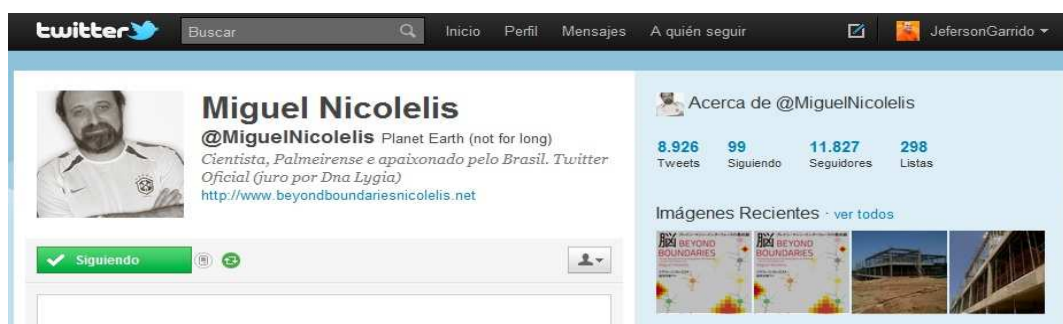 twitter
Buscar
Inicio Perfil Mensajes A quién seguir
JefersonGarrido
Miguel Nicolelis
@MiguelNicolelis Planet Earth (not for long)
Cientista, Palmeirense e apaixonado pelo Brasil. Twitter
Oficial (juro por Dna Lygia)
http://www.beyondboundariesnicolelis.net
Siguiendo
Acerca de @MiguelNicolelis
8.926 99 11.827 298
Tweets Siguiendo Seguidores Listas
Imágenes Recientes · ver todos
脳 BEYOND
BOUNDARIES
脳 BEYOND
BOUNDARIES